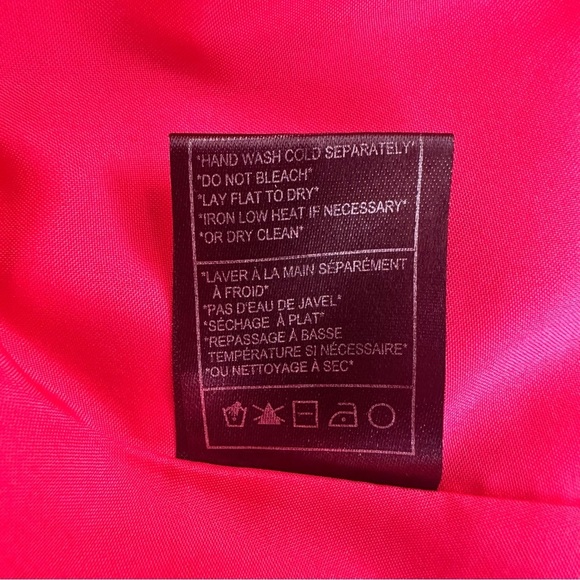 *HAND WASH COLD SEPARATELY*
*DO NOT BLEACH*
*LAY FLAT TO DRY*
*IRON LOW HEAT IF NECESSARY*
*OR DRY CLEAN*
*LAVER À LA MAIN SÉPARÉMENT
À FROID*
*PAS D'EAU DE JAVEL*
*SÉCHAGE À PLAT*
*REPASSAGE À BASSE
TEMPÉRATURE SI NÉCESSAIRE*
*OU NETTOYAGE À SEC*